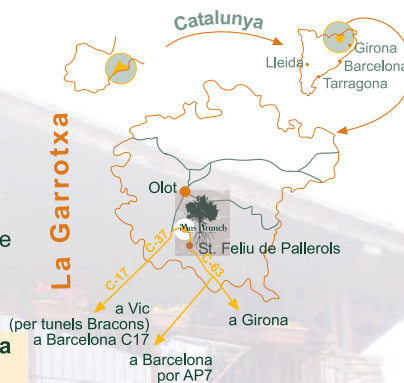 Catalunya
Girona
Lleida
Barcelona
Tarragona
La Garrotxa
Olot
Mas Branch
C-37
St. Feliu de Pallerols
e
C-17
C-63
a Vic
(per tunels Bracons)
a Barcelona C17
a Girona
a
a Barcelona
por AP7